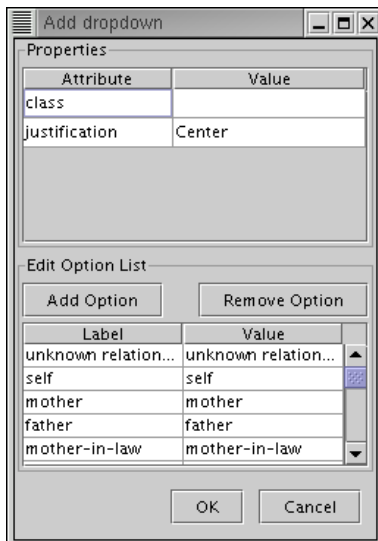 Add dropdown
Properties
Attribute Value
class
justification Center
Edit Option List
Add Option Remove Option
Label Value
unknown relation... unknown relation...
self self
mother mother
father father
mother-in-law mother-in-law
OK Cancel